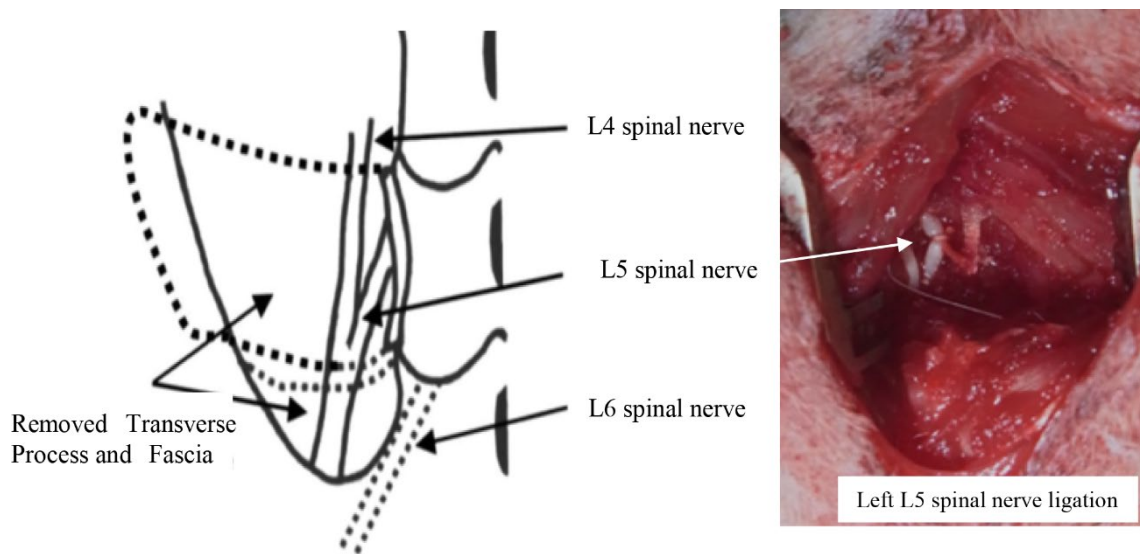 L4 spinal nerve
L5 spinal nerve
L6 spinal nerve
Removed Transverse
Process and Fascia
Left L5 spinal nerve ligation